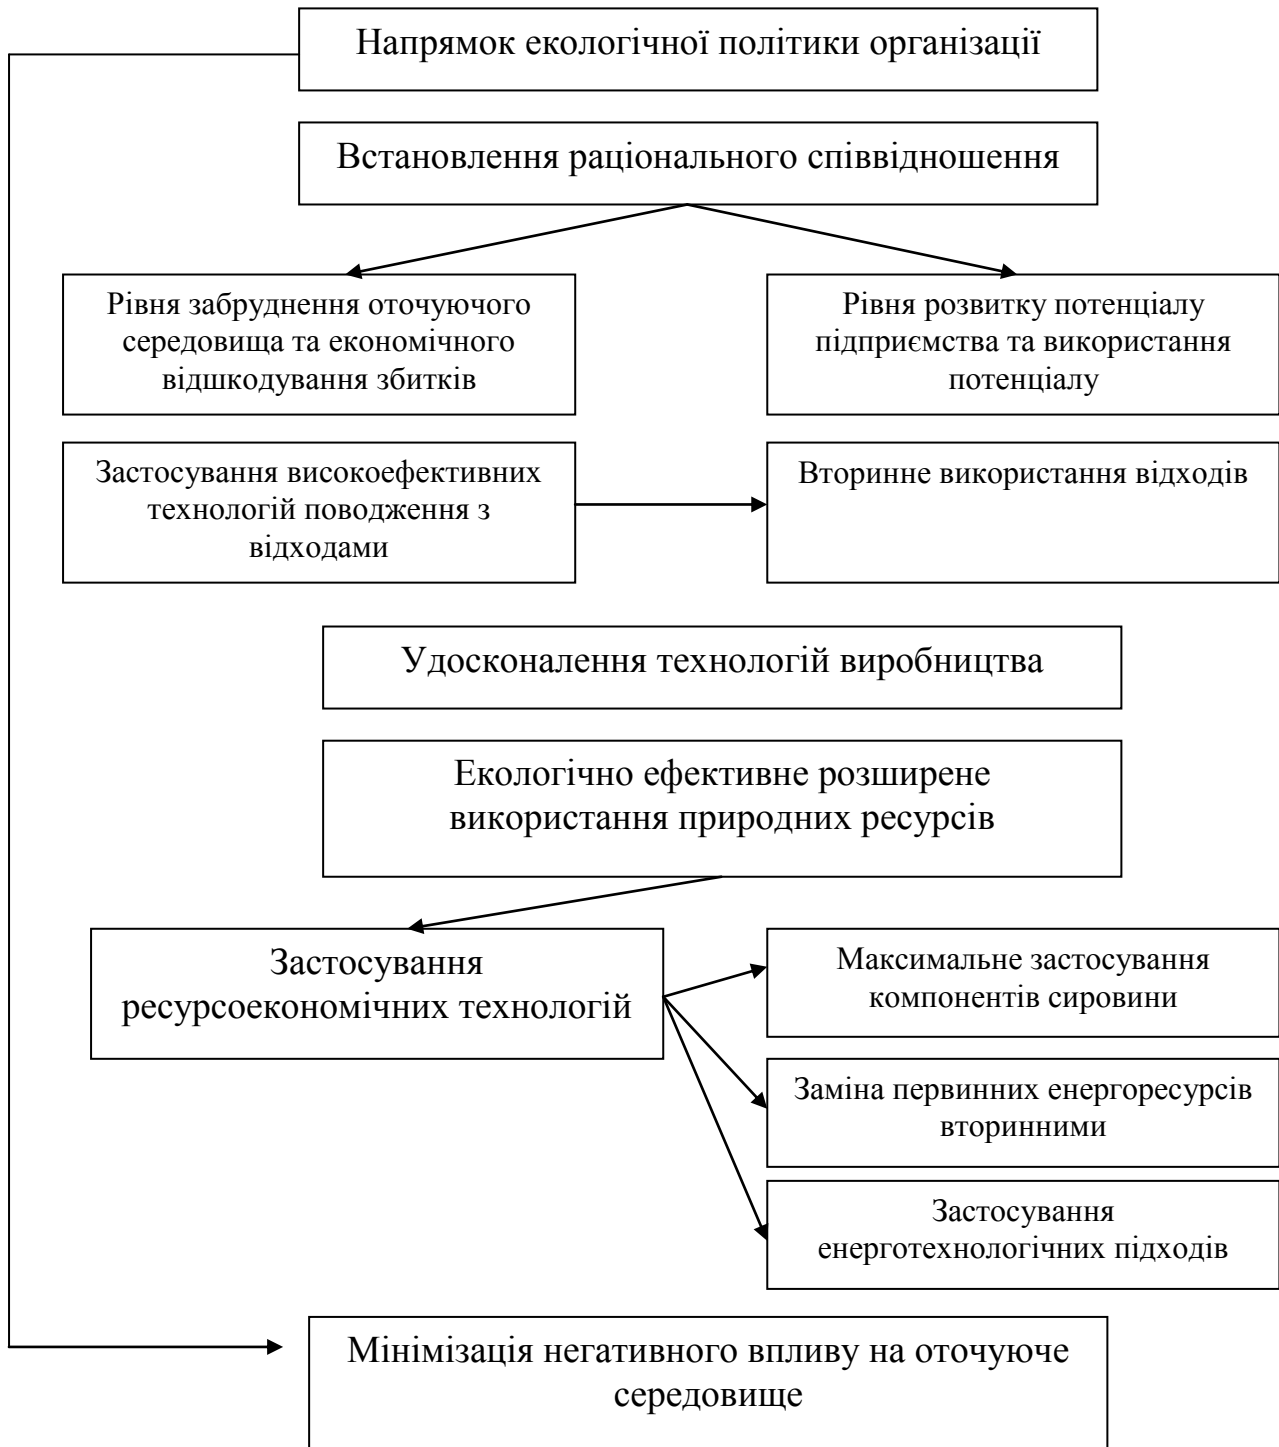 Напрямок екологічної політики організації
Встановлення раціонального співвідношення
Рівня забруднення оточуючого
середовища та економічного
відшкодування збитків
Рівня розвитку потенціалу
підприємства та використання
потенціалу
Застосування високоефективних
технологій поводження з
відходами
Вторинне використання відходів
Удосконалення технологій виробництва
Екологічно ефективне розширене
використання природних ресурсів
Застосування
ресурсоекономічних технологій
Максимальне застосування
компонентів сировини
Заміна первинних енергоресурсів
вторинними
Застосування
енерготехнологічних підходів
Мінімізація негативного впливу на оточуюче
середовище